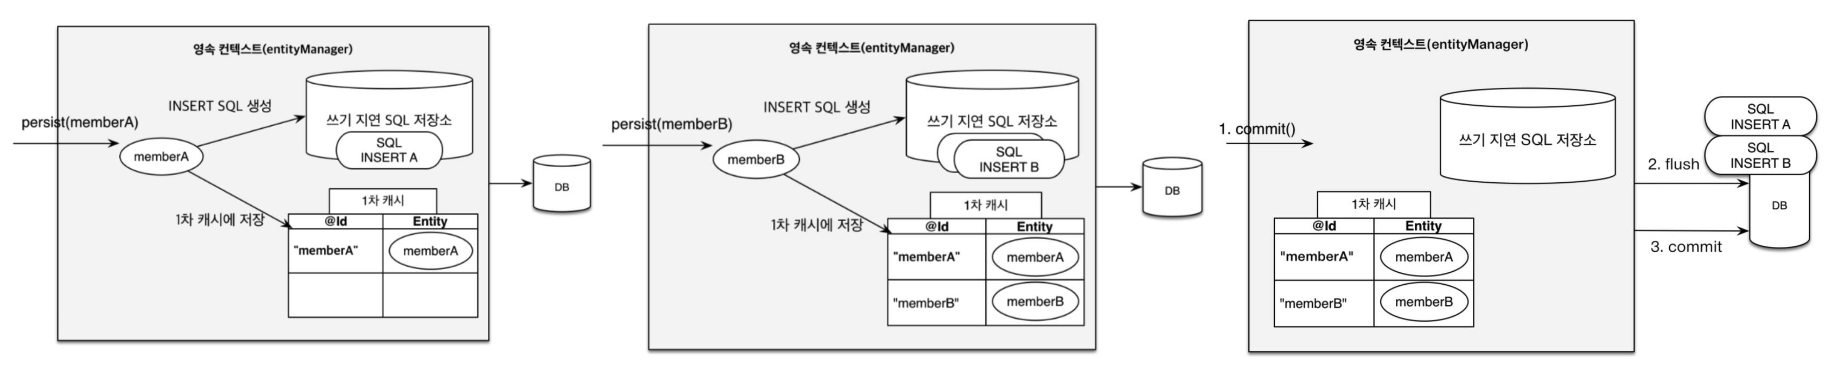 영속 컨텍스트(entityManager)
INSERT SQL 생성
persist(memberA)
쓰기 지연 SQL 저장소
memberA
SQL
INSERT A
DB
1차 캐시
1차 캐시에 저장
@Id Entity
"memberA" memberA
영속 컨텍스트(entityManager)
INSERT SQL 생성
persist(memberB)
쓰기 지연 SQL 저장소
memberB
SQL
INSERT B
DB
1차 캐시
1차 캐시에 저장
@Id Entity
"memberA" memberA
"memberB" memberB
영속 컨텍스트(entityManager)
1. commit()
쓰기 지연 SQL 저장소
SQL
INSERT A
SQL
INSERT B
2. flush
DB
3. commit
1차 캐시
@Id Entity
"memberA" memberA
"memberB" memberB